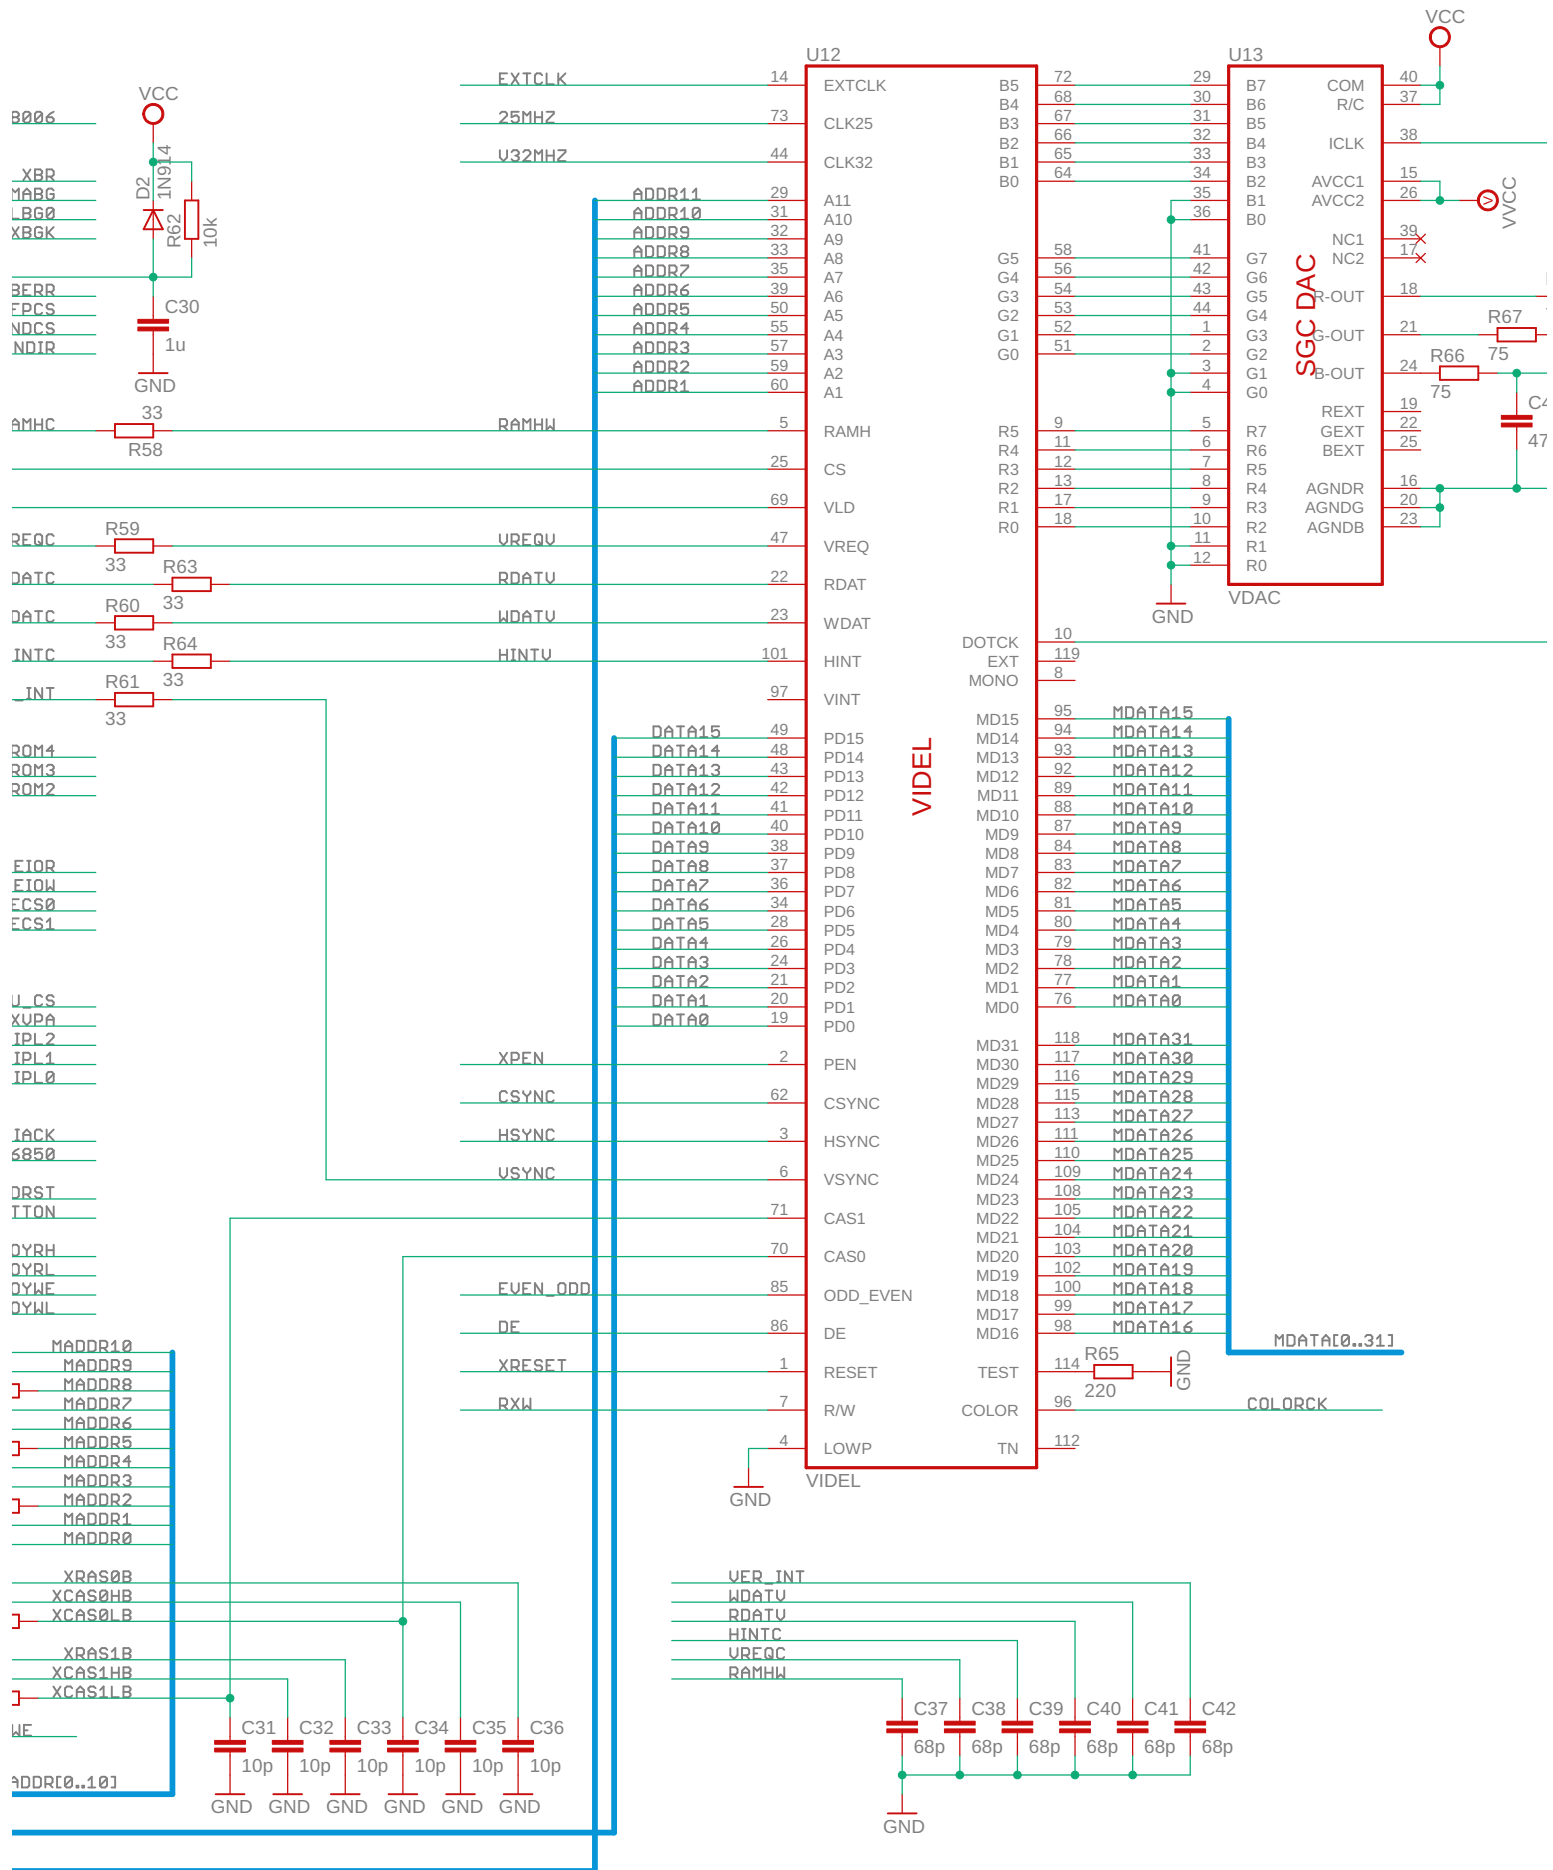 VCC
U12
U13
EXTCLK 14 EXTCLK B5 72 29 B7 COM 40
B4 68 30 B6 R/C 37
VCC
8006
25MHZ 73 CLK25 B3 67 31 B5
B2 66 32 B4 ICLK 38
V32MHZ 44 CLK32 B1 65 33 B3
XBR
B0 64 34 B2 AVCC1 15
MABG
ADDR11 29 A11 35 B1 AVCC2 26
VVCC
LBG0
ADDR10 31 A10 36 B0
XBGK
ADDR9 32 A9 NC1 39
ADDR8 33 A8 G5 58 41 G7 NC2 17
D2
1N914
R62
10k
ADDR7 35 A7 G4 56 42 G6
BERR
ADDR6 39 A6 G3 54 43 G5 R-OUT 18
FPCS
ADDR5 50 A5 G2 53 44 G4
NDCS
ADDR4 55 A4 G1 52 1 G3 G-OUT 21
NDIR
ADDR3 57 A3 G0 51 2 G2
ADDR2 59 A2 3 G1 B-OUT 24
ADDR1 60 A1 4 G0
SGC DAC
R67
75
R66
75
C30
1u
GND
REXT 19
GEXT 22
BEXT 25
C4
47
AMHC
33
R58
RAMHW 5 RAMH R5 9 5 R7
R4 11 6 R6
25 CS R3 12 7 R5
R2 13 8 R4 AGNDR 16
69 VLD R1 17 9 R3 AGNDG 20
R0 18 10 R2 AGNDB 23
REQC R59 33 VREQV 47 VREQ 11 R1
12 R0
DATC R63 33 RDATV 22 RDAT
VDAC
GND
DATC R60 33 WDATV 23 WDAT
DOTCK 10
INTC R64 33 HINTV 101 HINT EXT 119
MONO 8
_INT R61 33 97 VINT
MD15 95 MDATA15
DATA15 49 PD15 MD14 94 MDATA14
ROM4
DATA14 48 PD14 MD13 93 MDATA13
ROM3
DATA13 43 PD13 MD12 92 MDATA12
ROM2
DATA12 42 PD12 MD11 89 MDATA11
DATA11 41 PD11 MD10 88 MDATA10
DATA10 40 PD10 MD9 87 MDATA9
DATA9 38 PD9 MD8 84 MDATA8
EIOR
DATA8 37 PD8 MD7 83 MDATA7
EIOW
DATA7 36 PD7 MD6 82 MDATA6
ECS0
DATA6 34 PD6 MD5 81 MDATA5
ECS1
DATA5 28 PD5 MD4 80 MDATA4
DATA4 26 PD4 MD3 79 MDATA3
DATA3 24 PD3 MD2 78 MDATA2
DATA2 21 PD2 MD1 77 MDATA1
U_CS
DATA1 20 PD1 MD0 76 MDATA0
XVPA
DATA0 19 PD0
VIDEL
IPL2
MD31 118 MDATA31
IPL1
XPEN 2 PEN MD30 117 MDATA30
IPL0
MD29 116 MDATA29
CSYNC 62 CSYNC MD28 115 MDATA28
MD27 113 MDATA27
IACK
HSYNC 3 HSYNC MD26 111 MDATA26
6850
MD25 110 MDATA25
VSYNC 6 VSYNC MD24 109 MDATA24
DRST
MD23 108 MDATA23
TTON
71 CAS1 MD22 105 MDATA22
MD21 104 MDATA21
DYRH
70 CAS0 MD20 103 MDATA20
DYRL
MD19 102 MDATA19
DYWE
EVEN_ODD 85 ODD_EVEN MD18 100 MDATA18
DYWL
MD17 99 MDATA17
DE 86 DE MD16 98 MDATA16
MDATA[0..31]
MADDR10
MADDR9
XRESET 1 RESET TEST 114 R65 220 GND
MADDR8
MADDR7
RXW 7 R/W COLOR 96 COLORCK
MADDR6
MADDR5
4 LOWP TN 112
MADDR4
MADDR3
GND
VIDEL
MADDR2
MADDR1
MADDR0
XRAS0B
XCAS0HB
XCAS0LB
XRAS1B
XCAS1HB
XCAS1LB
VER_INT
WDATV
RDATV
HINTC
VREQC
RAMHW
WE
C31 C32 C33 C34 C35 C36
10p 10p 10p 10p 10p 10p
C37 C38 C39 C40 C41 C42
68p 68p 68p 68p 68p 68p
ADDR[0..10]
GND GND GND GND GND GND
GND